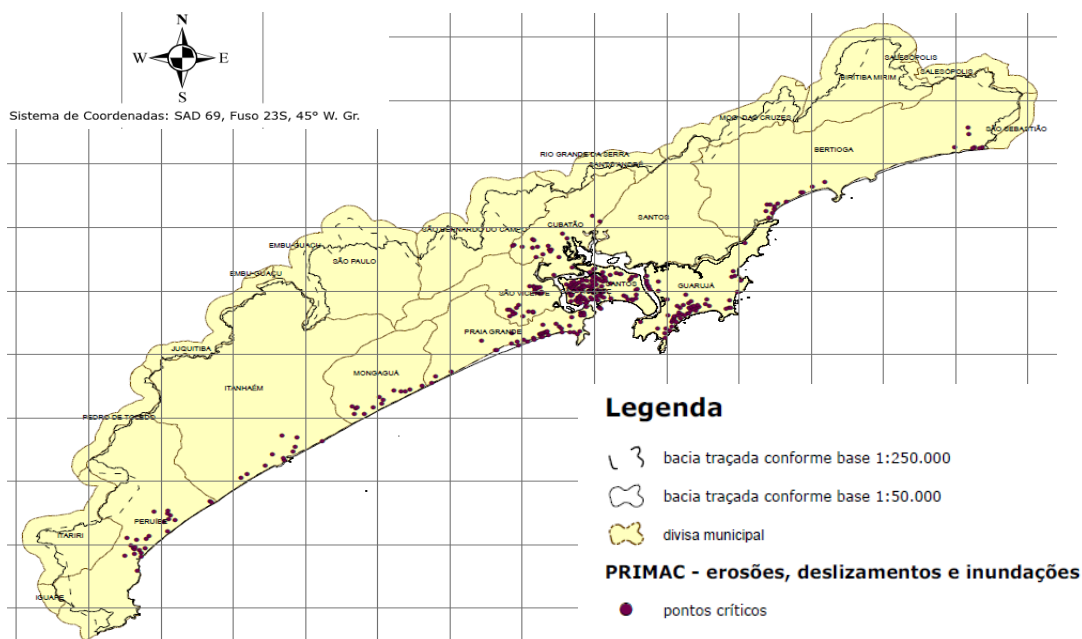 N
W E
S
Sistema de Coordenadas: SAD 69, Fuso 23S, 45° W. Gr.
SALESÓPOLIS
BIRITIBA MIRIM
SALESÓPOLIS
MOGI DAS CRUZES
SÃO SEBASTIÃO
BERTIOGA
RIO GRANDE DA SERRA
SANTO ANDRÉ
SANTOS
CUBATÃO
SÃO BERNARDO DO CAMPO
EMBU-GUAÇU
SÃO PAULO
EMBU-GUAÇU
SANTOS
GUARUJÁ
SÃO VICENTE
PRAIA GRANDE
JUQUITIBA
MONGAGUÁ
ITANHAÉM
PEDRO DE TOLEDO
PERUÍBE
ITARIRI
IGUAPE
Legenda
bacia traçada conforme base 1:250.000
bacia traçada conforme base 1:50.000
divisa municipal
PRIMAC - erosões, deslizamentos e inundações
pontos críticos